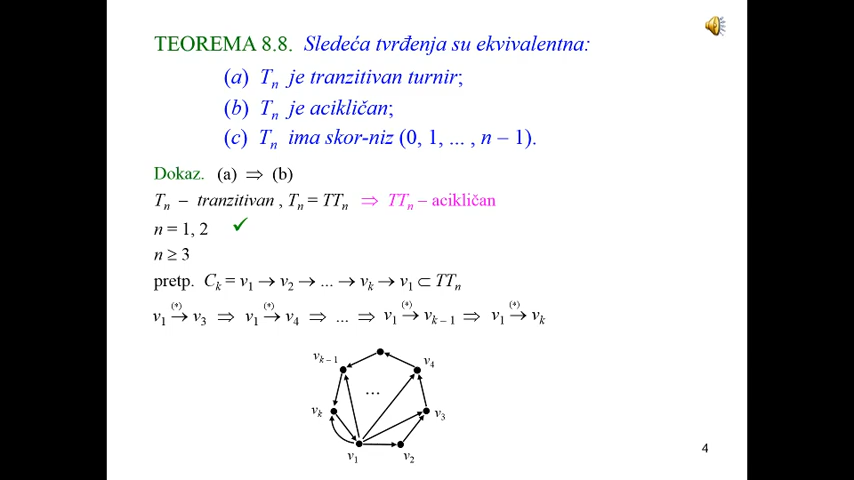 TEOREMA 8.8. Sledeća tvrđenja su ekvivalentna:
(a) Tn je tranzitivan turnir;
(b) Tn je acikličan;
(c) Tn ima skor-niz (0, 1, ... , n – 1).
Dokaz. (a) ⇒ (b)
Tn – tranzitivan , Tn = TTn ⇒ TTn – acikličan
n = 1, 2 ✓
n ≥ 3
pretp. Ck = v1 → v2 → ... → vk → v1 ⊂ TTn
v1 →(*) v3 ⇒ v1 →(*) v4 ⇒ ... ⇒ v1 →(*) vk – 1 ⇒ v1 →(*) vk
vk – 1
v4
...
vk
v3
v1
v2
4